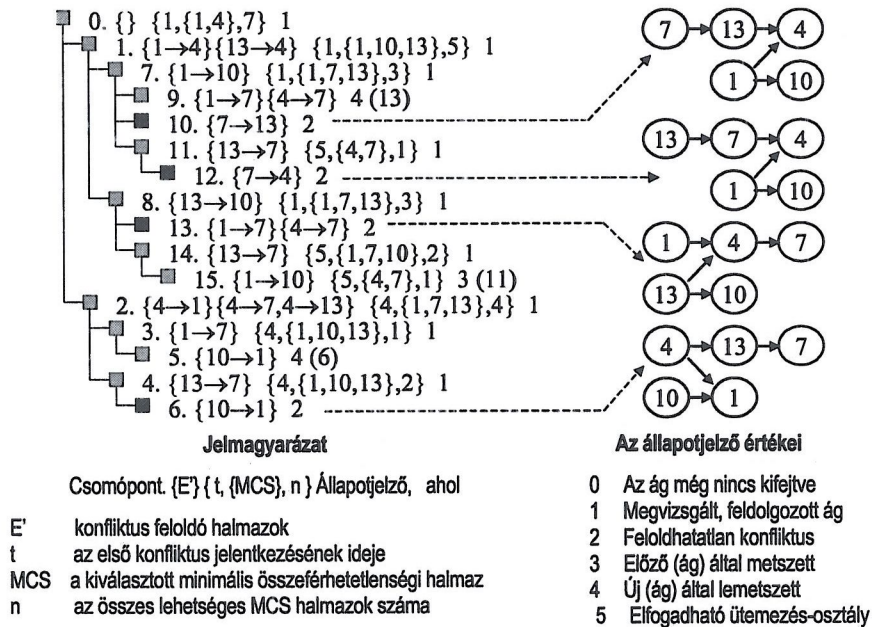 0. {} {1,{1,4},7} 1
1. {1→4}{13→4} {1,{1,10,13},5} 1
7. {1→10} {1,{1,7,13},3} 1
9. {1→7}{4→7} 4 (13)
10. {7→13} 2
11. {13→7} {5,{4,7},1} 1
12. {7→4} 2
8. {13→10} {1,{1,7,13},3} 1
13. {1→7}{4→7} 2
14. {13→7} {5,{1,7,10},2} 1
15. {1→10} {5,{4,7},1} 3 (11)
2. {4→1}{4→7,4→13} {4,{1,7,13},4} 1
3. {1→7} {4,{1,10,13},1} 1
5. {10→1} 4 (6)
4. {13→7} {4,{1,10,13},2} 1
6. {10→1} 2
7 13 4
1 10
13 7 4
1 10
1 4 7
13 10
4 13 7
10 1
Jelmagyarázat
Csomópont. {E'} { t, {MCS}, n } Állapotjelző, ahol
E' konfliktus feloldó halmazok
t az első konfliktus jelentkezésének ideje
MCS a kiválasztott minimális összeférhetetlenségi halmaz
n az összes lehetséges MCS halmazok száma
Az állapotjelző értékei
0 Az ág még nincs kifejtve
1 Megvizsgált, feldolgozott ág
2 Feloldhatatlan konfliktus
3 Előző (ág) által metszett
4 Új (ág) által lemetszett
5 Elfogadható ütemezés-osztály